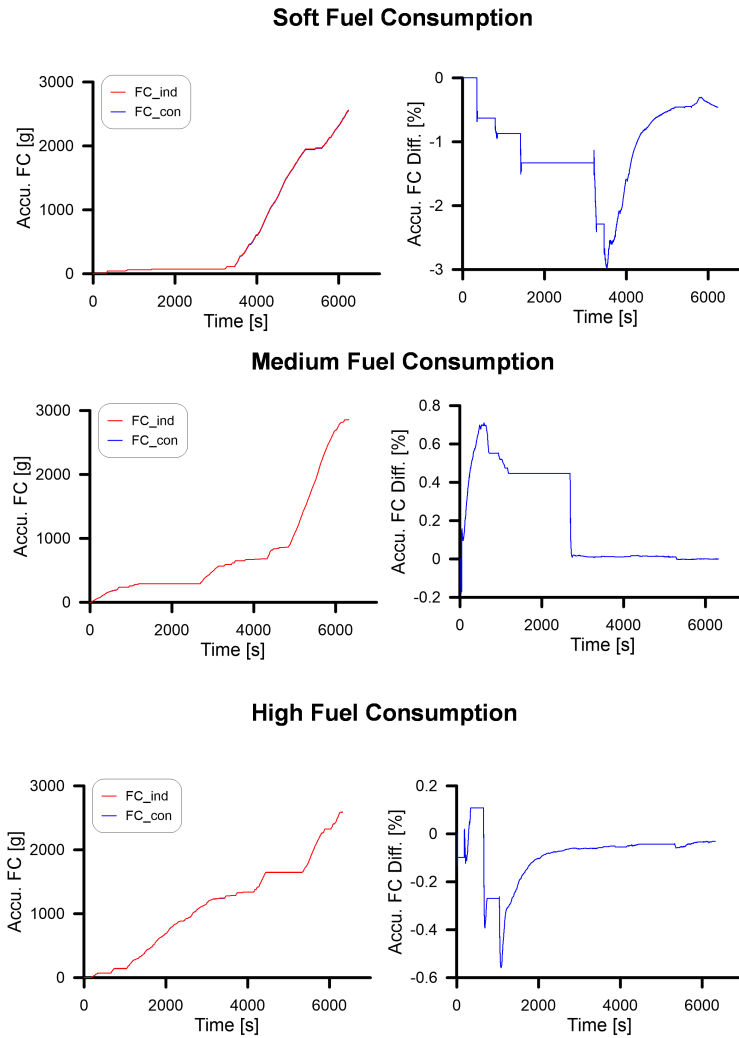 Soft Fuel Consumption
3000
2000
1000
0
Accu. FC [g]
FC_ind
FC_con
0 2000 4000 6000
Time [s]
0
-1
-2
-3
Accu. FC Diff. [%]
0 2000 4000 6000
Time [s]
Medium Fuel Consumption
3000
2000
1000
0
Accu. FC [g]
FC_ind
FC_con
0 2000 4000 6000
Time [s]
0.8
0.6
0.4
0.2
0
-0.2
Accu. FC Diff. [%]
0 2000 4000 6000
Time [s]
High Fuel Consumption
3000
2000
1000
0
Accu. FC [g]
FC_ind
FC_con
0 2000 4000 6000
Time [s]
0.2
0
-0.2
-0.4
-0.6
Accu. FC Diff. [%]
0 2000 4000 6000
Time [s]